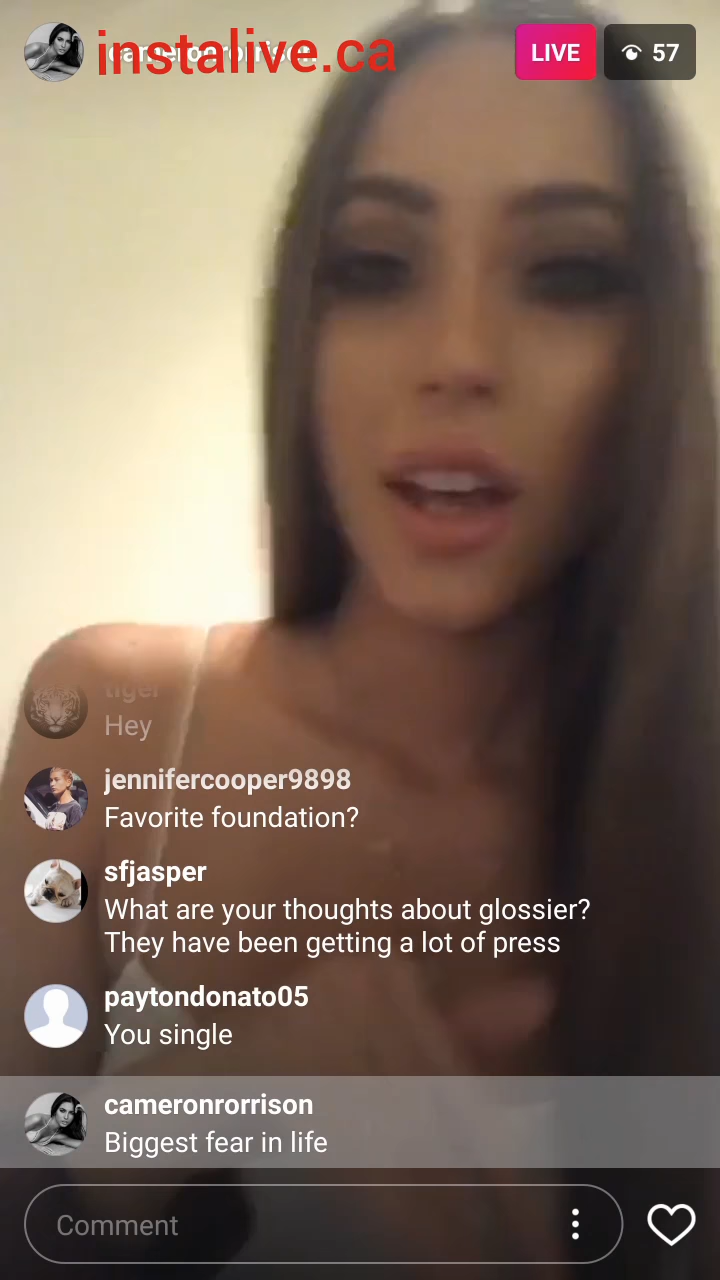 instalive.ca
LIVE
57
tiger
Hey
jennifercooper9898
Favorite foundation?
sfjasper
What are your thoughts about glossier?
They have been getting a lot of press
paytondonato05
You single
cameronrorrison
Biggest fear in life
Comment